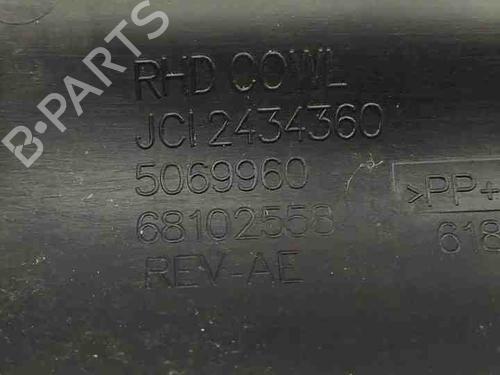 B-PARTS
RHD COWL
JCI 2434360
5069960
68102558
REV-AE
>PP+
618